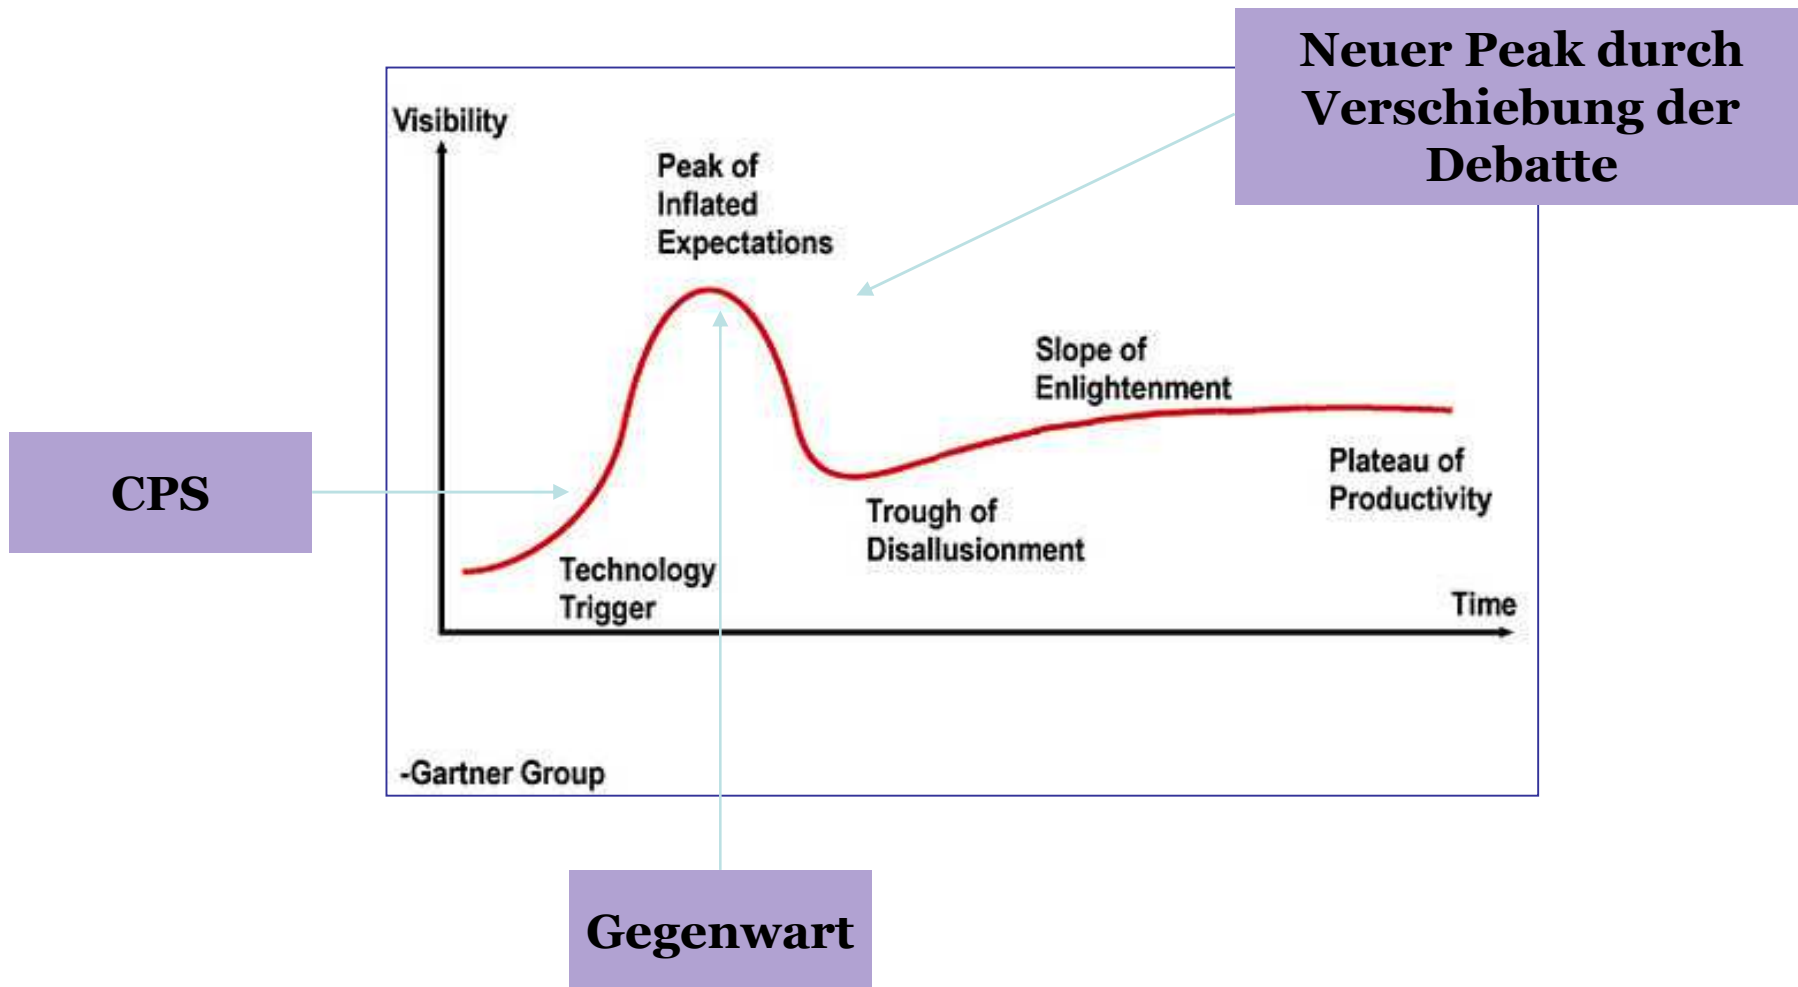 Neuer Peak durch
Verschiebung der
Debatte
Visibility
Peak of
Inflated
Expectations
Slope of
Enlightenment
CPS
Plateau of
Productivity
Trough of
Disallusionment
Technology
Trigger
Time
-Gartner Group
Gegenwart